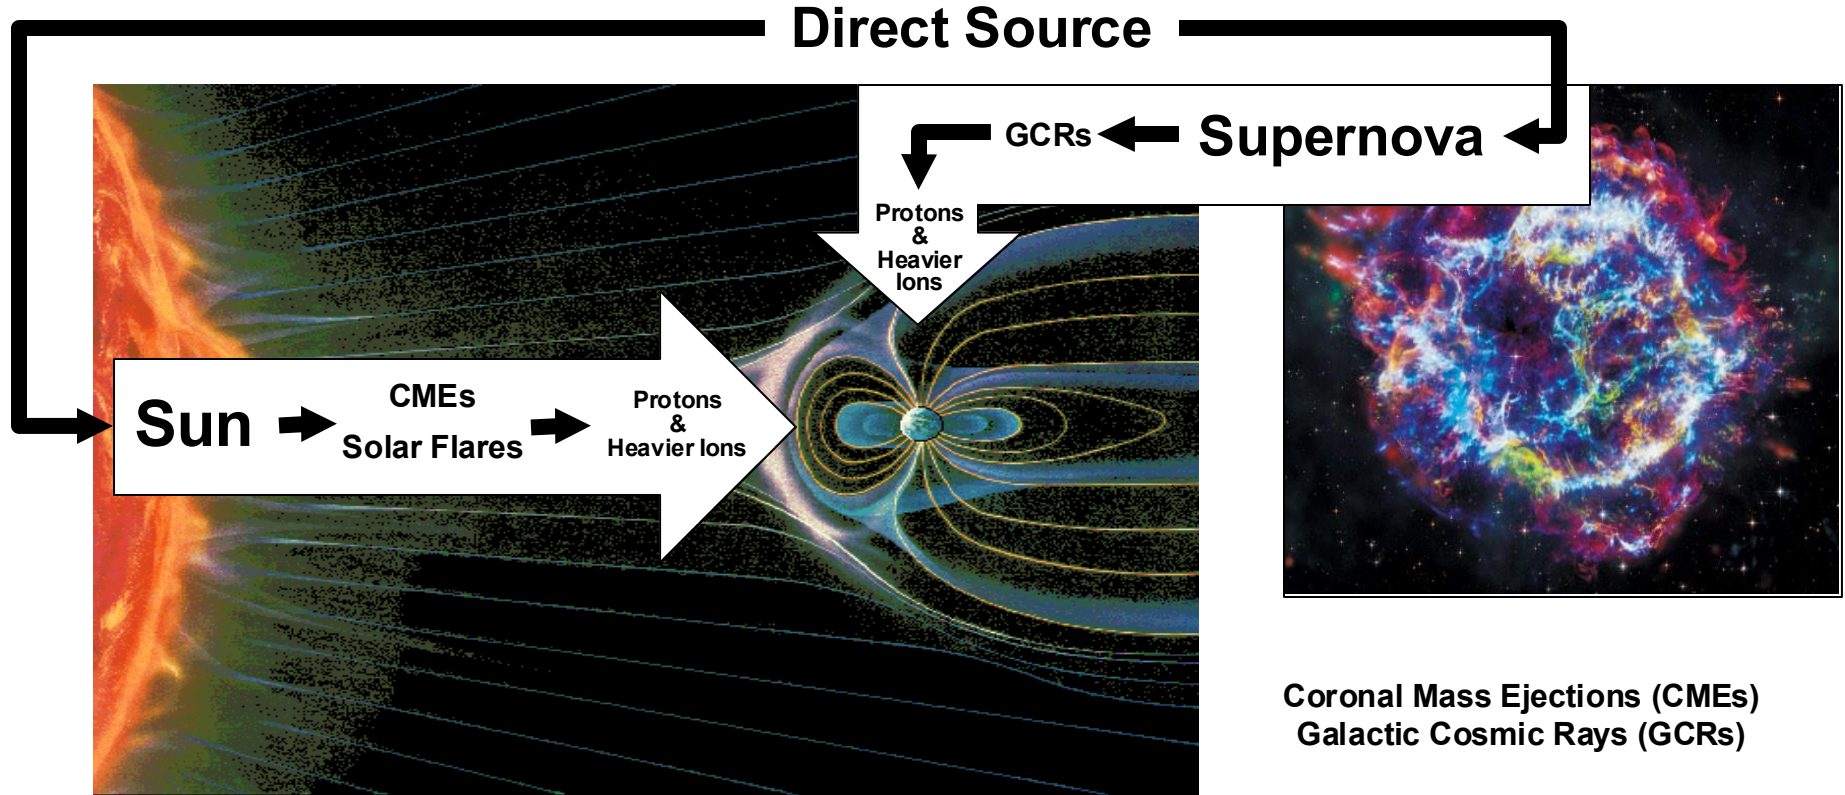 Direct Source
GCRs
Supernova
Protons
&
Heavier
Ions
Sun
CMEs
Solar Flares
Protons
&
Heavier Ions
Coronal Mass Ejections (CMEs)
Galactic Cosmic Rays (GCRs)